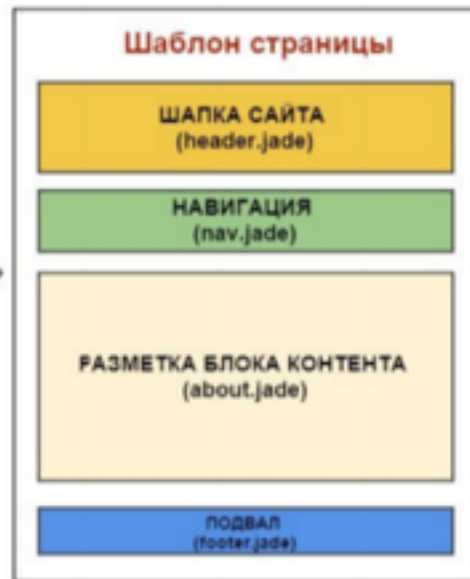 Шаблон страницы
ШАПКА САЙТА
(header.jade)
НАВИГАЦИЯ
(nav.jade)
РАЗМЕТКА БЛОКА КОНТЕНТА
(about.jade)
ПОДВАЛ
(footer.jade)